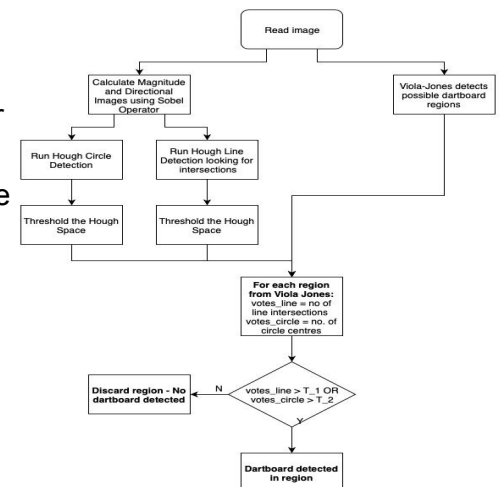 Read image
Calculate Magnitude
and Directional
Images using Sobel
Operator
Viola-Jones detects
possible dartboard
regions
Run Hough Circle
Detection
Run Hough Line
Detection looking for
intersections
Threshold the Hough
Space
Threshold the Hough
Space
For each region
from Viola Jones:
votes_line = no of
line intersections
votes_circle = no. of
circle centres
votes_line > T_1 OR
votes_circle > T_2
N
Discard region - No
dartboard detected
Y
Dartboard detected
in region